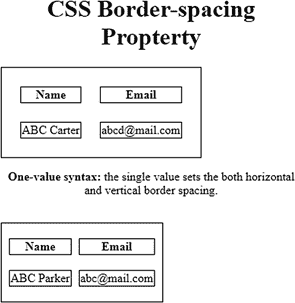 CSS Border-spacing
Propterty
Name Email
ABC Carter abcd@mail.com
One-value syntax: the single value sets the both horizontal
and vertical border spacing.
Name Email
ABC Parker abc@mail.com